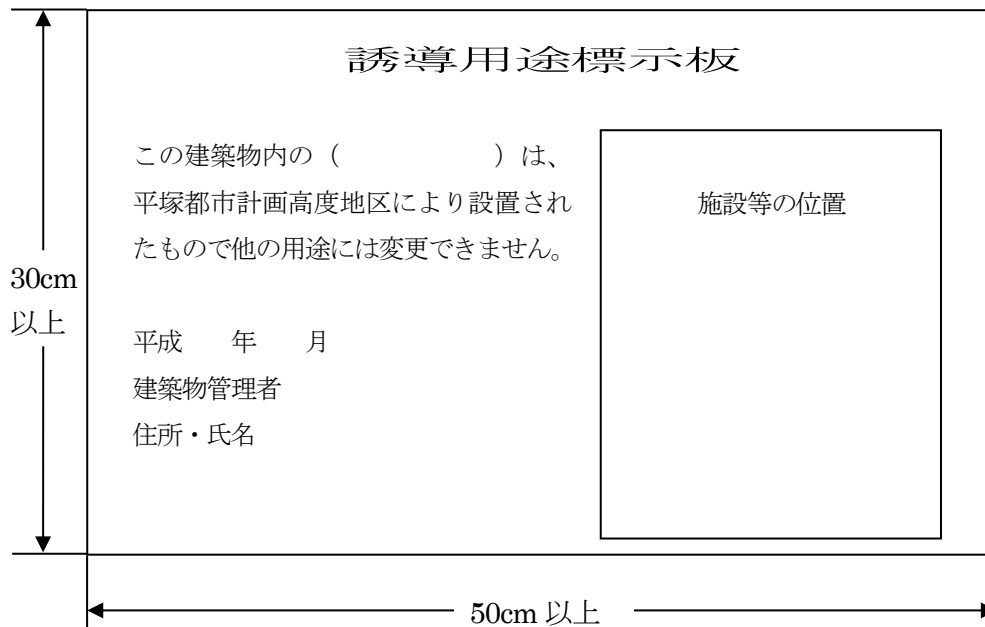 誘導用途標示板
この建築物内の（　　　　　　）は、
平塚都市計画高度地区により設置され
たもので他の用途には変更できません。
平成　　年　　月
建築物管理者
住所・氏名
施設等の位置
30cm
以上
50cm 以上